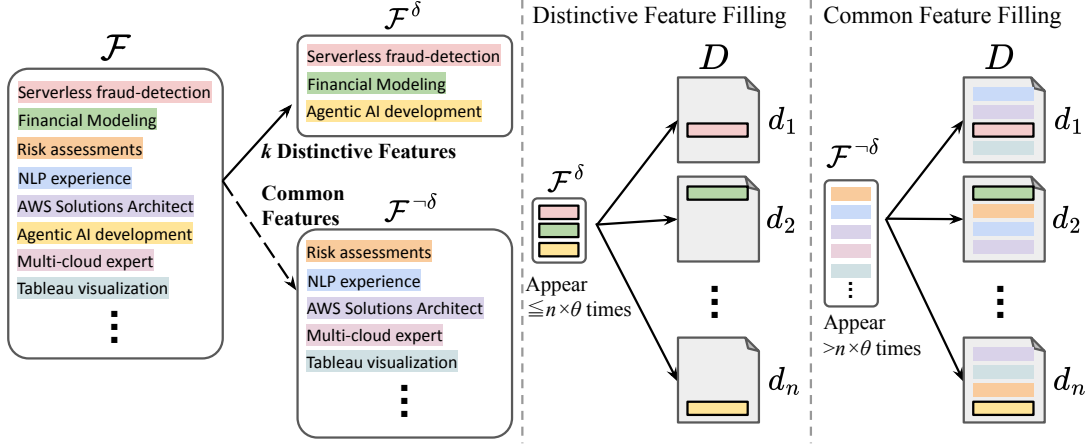 𝓕
Serverless fraud-detection
Financial Modeling
Risk assessments
NLP experience
AWS Solutions Architect
Agentic AI development
Multi-cloud expert
Tableau visualization
⋮
𝓕^δ
Serverless fraud-detection
Financial Modeling
Agentic AI development
k Distinctive Features
Common
Features
𝓕^¬δ
Risk assessments
NLP experience
AWS Solutions Architect
Multi-cloud expert
Tableau visualization
⋮
Distinctive Feature Filling
D
𝓕^δ
Appear
≦n×θ times
d₁
d₂
⋮
dₙ
Common Feature Filling
D
𝓕^¬δ
⋮
Appear
>n×θ times
d₁
d₂
⋮
dₙ